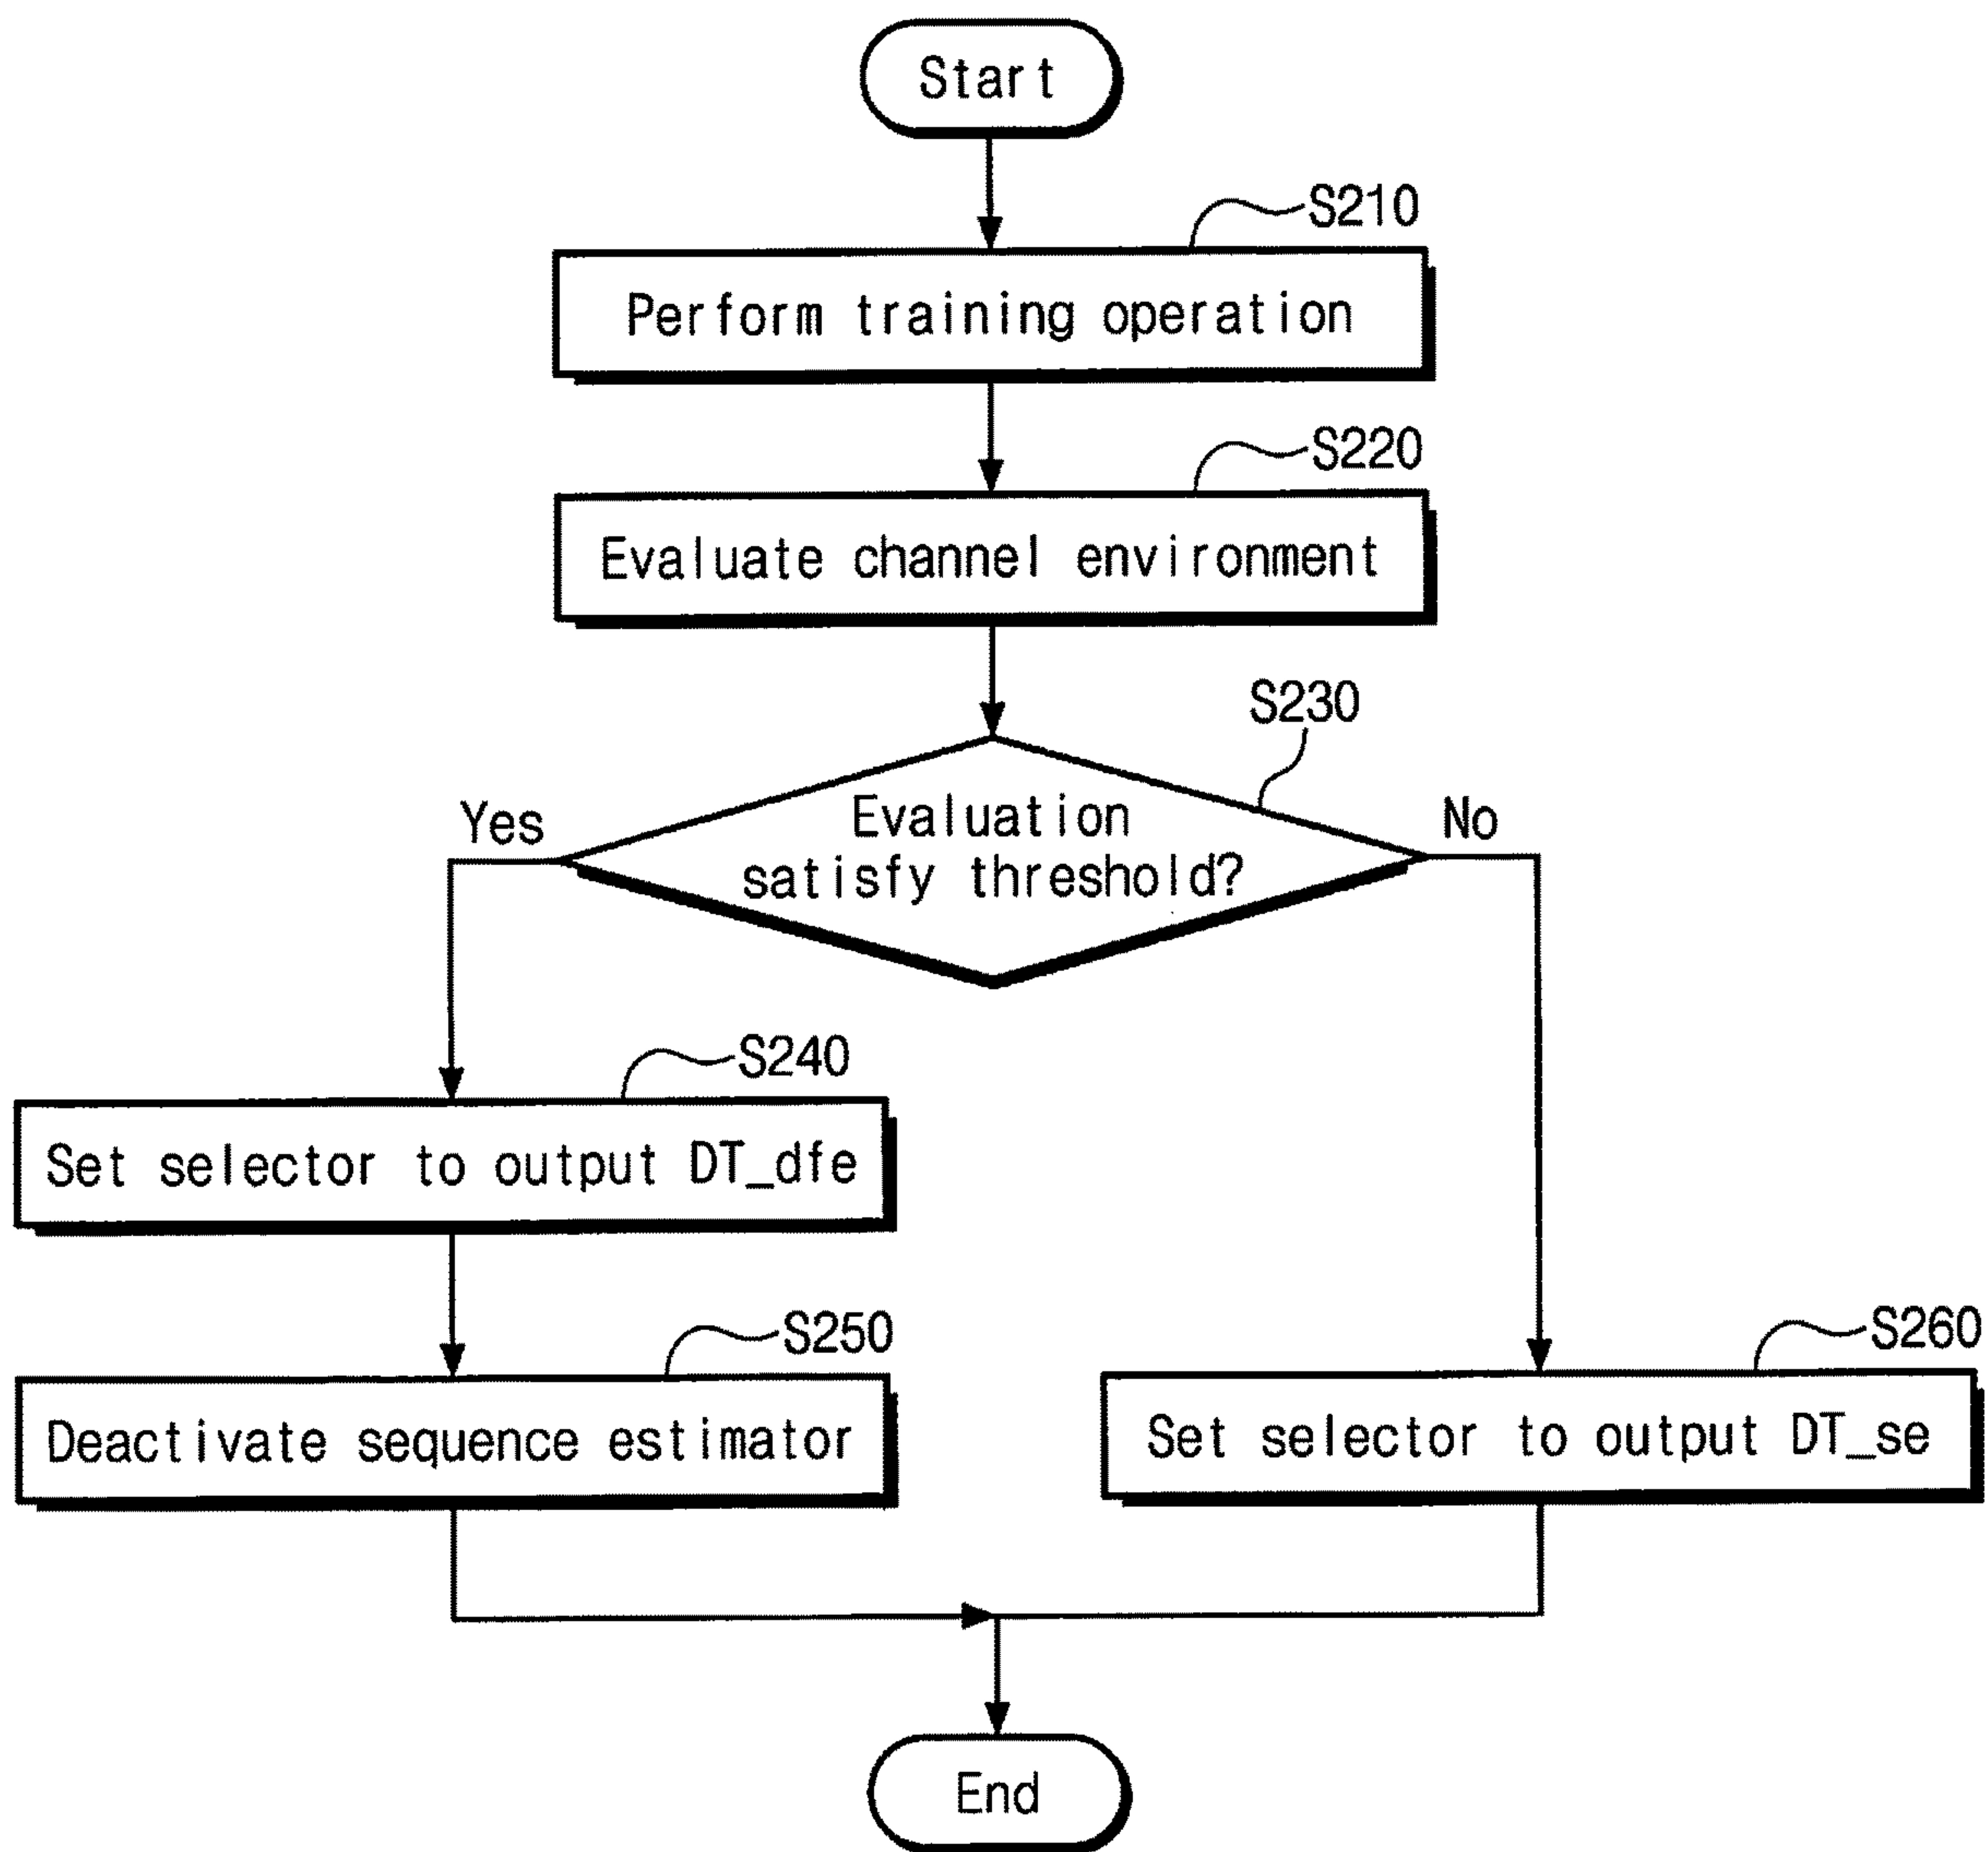 Start
S210
Perform training operation
S220
Evaluate channel environment
S230
Yes
Evaluation
satisfy threshold?
No
S240
Set selector to output DT_dfe
S250
Deactivate sequence estimator
S260
Set selector to output DT_se
End